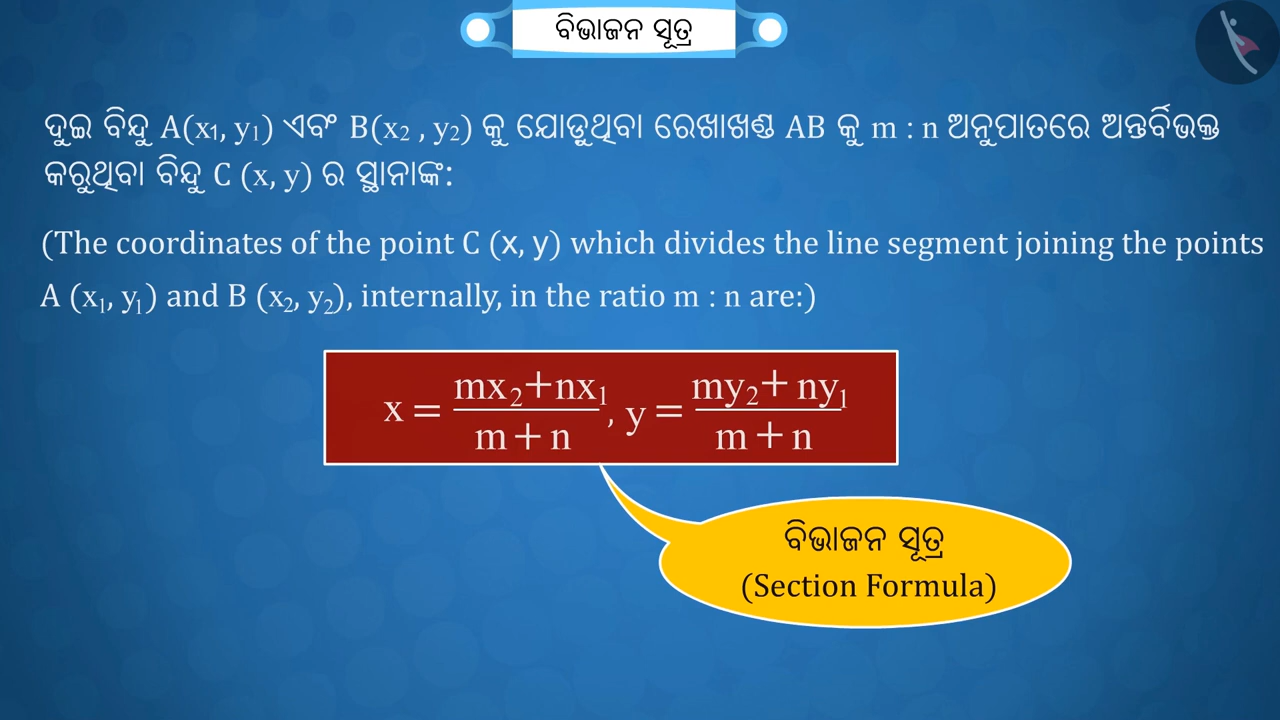 ବିଭାଜନ ସୂତ୍ର
ଦୁଇ ବିନ୍ଦୁ A(x₁, y₁) ଏବଂ B(x₂ , y₂) କୁ ଯୋଡ଼ୁଥିବା ରେଖାଖଣ୍ଡ AB କୁ m : n ଅନୁପାତରେ ଅନ୍ତର୍ବିଭକ୍ତ
କରୁଥିବା ବିନ୍ଦୁ C (x, y) ର ସ୍ଥାନାଙ୍କ:
(The coordinates of the point C (x, y) which divides the line segment joining the points
A (x₁, y₁) and B (x₂, y₂), internally, in the ratio m : n are:)
x = (mx₂+nx₁)/(m + n), y = (my₂+ ny₁)/(m + n)
ବିଭାଜନ ସୂତ୍ର
(Section Formula)